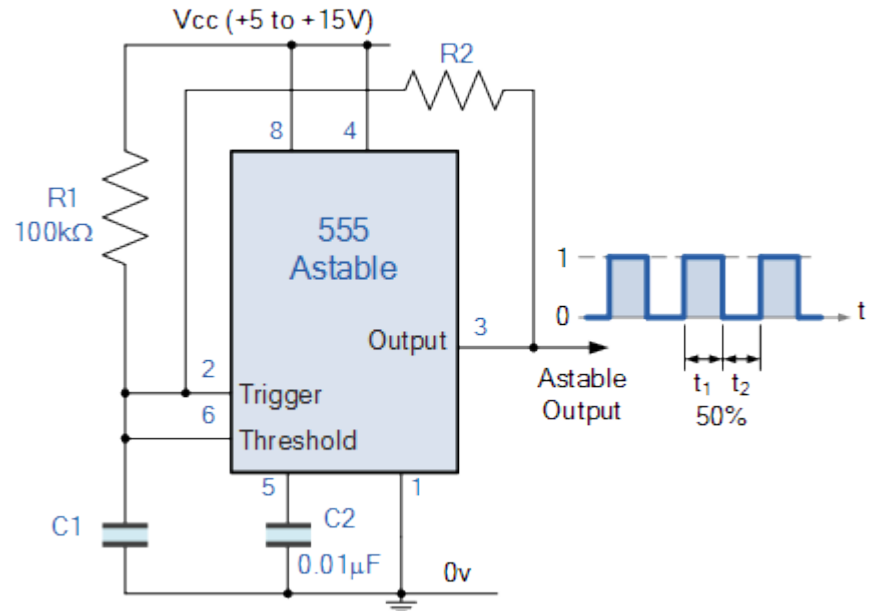 Vcc (+5 to +15V)
R2
8
4
R1
100kΩ
555
Astable
1
0
t
3
Output
2
Trigger
6
Threshold
Astable
Output
t₁ t₂
50%
5
1
C1
C2
0.01µF
0v